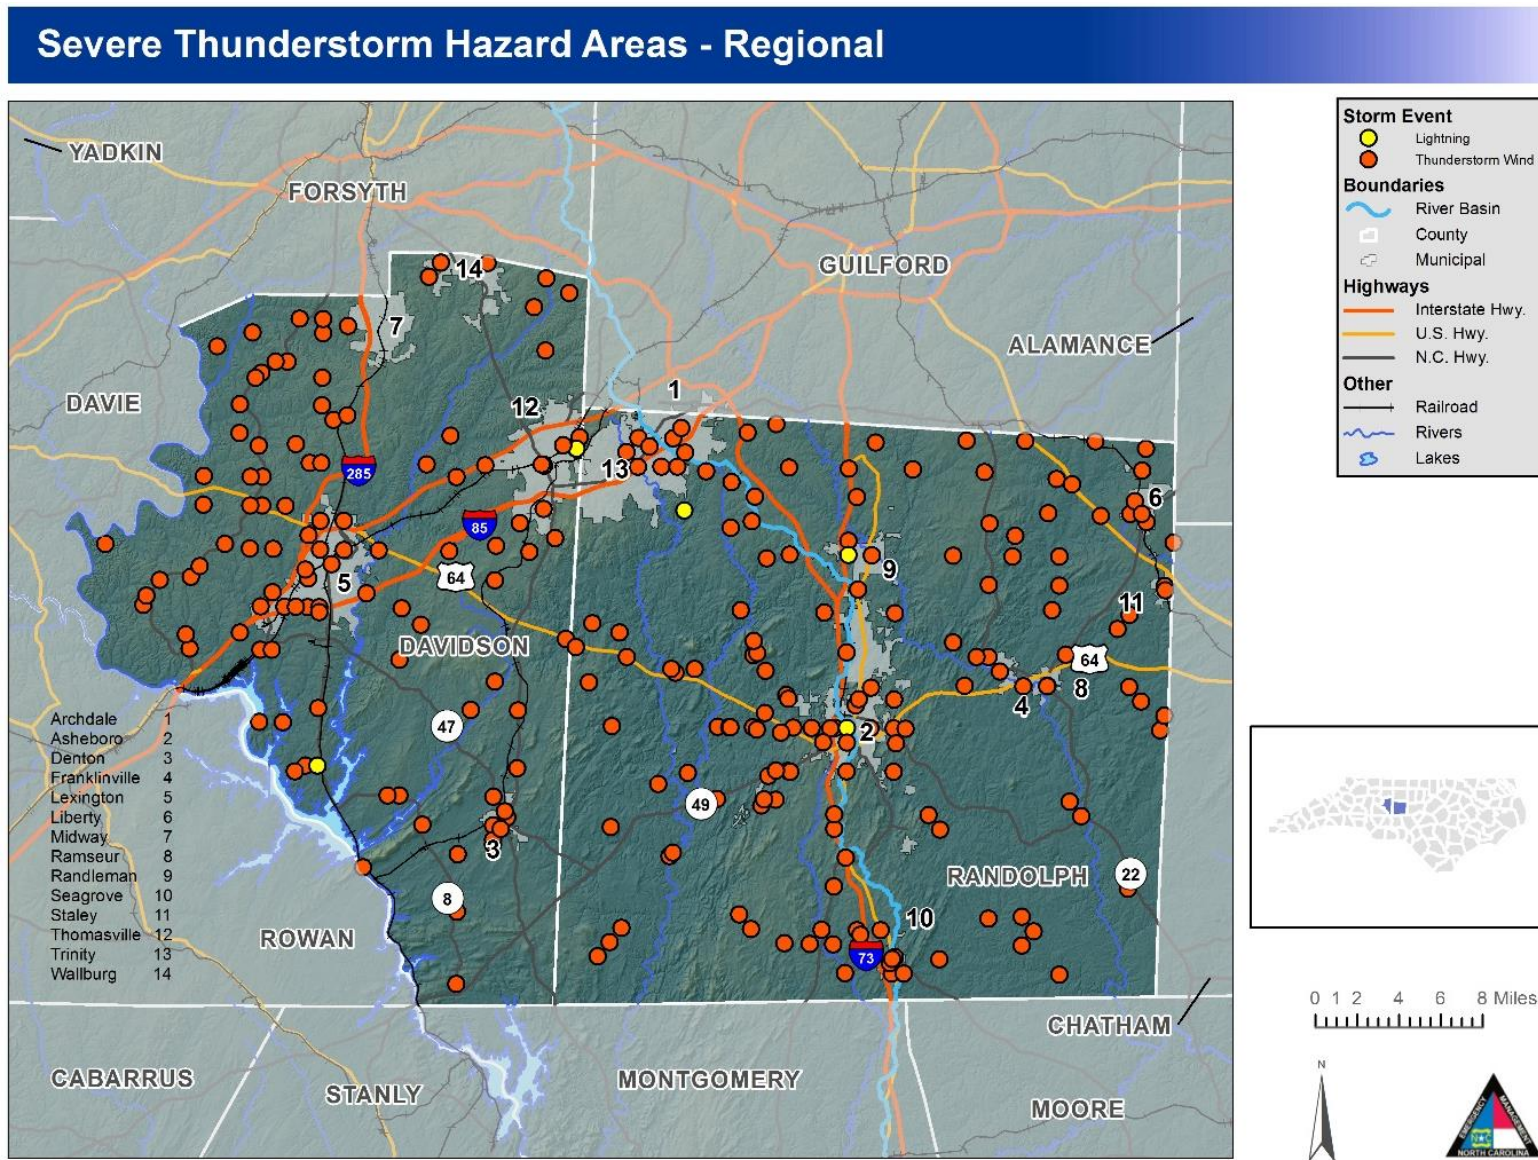 Severe Thunderstorm Hazard Areas - Regional
YADKIN
FORSYTH
GUILFORD
ALAMANCE
DAVIE
14
7
1
12
13
285
85
64
5
6
9
11
DAVIDSON
64
8
4
47
2
49
Archdale 1
Asheboro 2
Denton 3
Franklinville 4
Lexington 5
Liberty 6
Midway 7
Ramseur 8
Randleman 9
Seagrove 10
Staley 11
Thomasville 12
Trinity 13
Wallburg 14
3
8
RANDOLPH
22
10
73
ROWAN
CHATHAM
CABARRUS
STANLY
MONTGOMERY
MOORE
Storm Event
Lightning
Thunderstorm Wind
Boundaries
River Basin
County
Municipal
Highways
Interstate Hwy.
U.S. Hwy.
N.C. Hwy.
Other
Railroad
Rivers
Lakes
0 1 2 4 6 8 Miles
N
EMERGENCY
MANAGEMENT
NC
NORTH CAROLINA